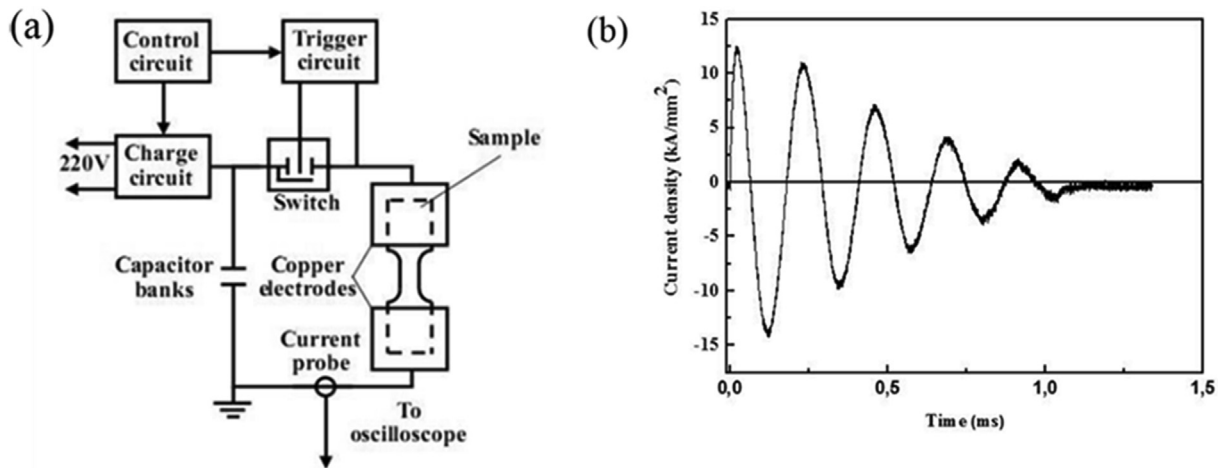 (a)
Control
circuit
Trigger
circuit
220V
Charge
circuit
Switch
Sample
Capacitor
banks
Copper
electrodes
Current
probe
To
oscilloscope
(b)
Current density (kA/mm²)
15
12
5
0
-5
-10
-15
0,0
0,5
1,0
1,5
Time (ms)